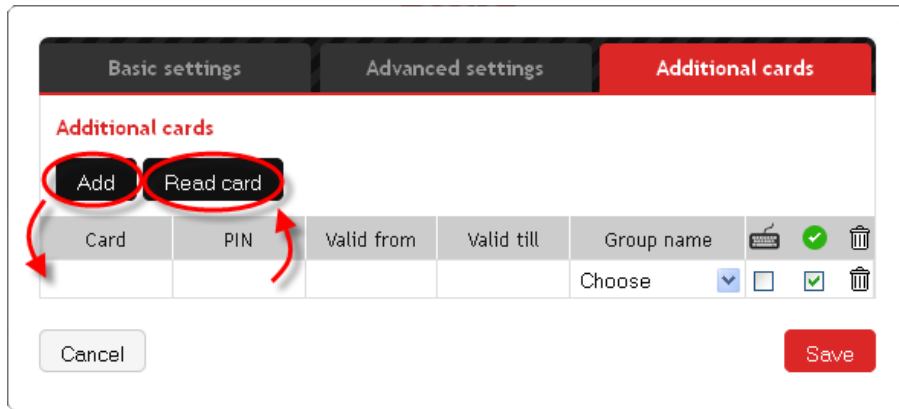 Basic settings Advanced settings Additional cards
Additional cards
Add Read card
Card PIN Valid from Valid till Group name
Choose
Cancel Save